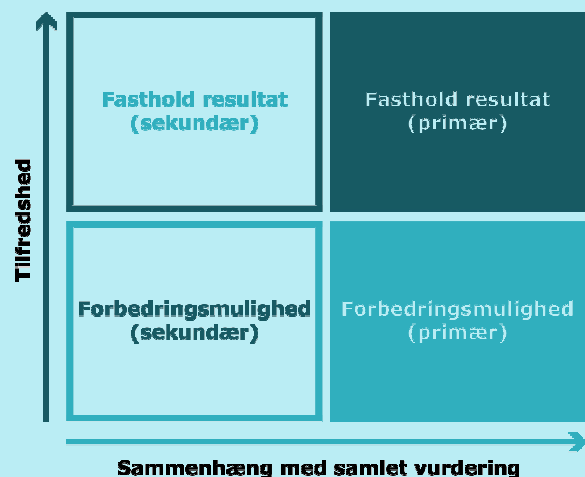 Tilfredshed
Fasthold resultat
(sekundær)
Fasthold resultat
(primær)
Forbedringsmulighed
(sekundær)
Forbedringsmulighed
(primær)
Sammenhæng med samlet vurdering